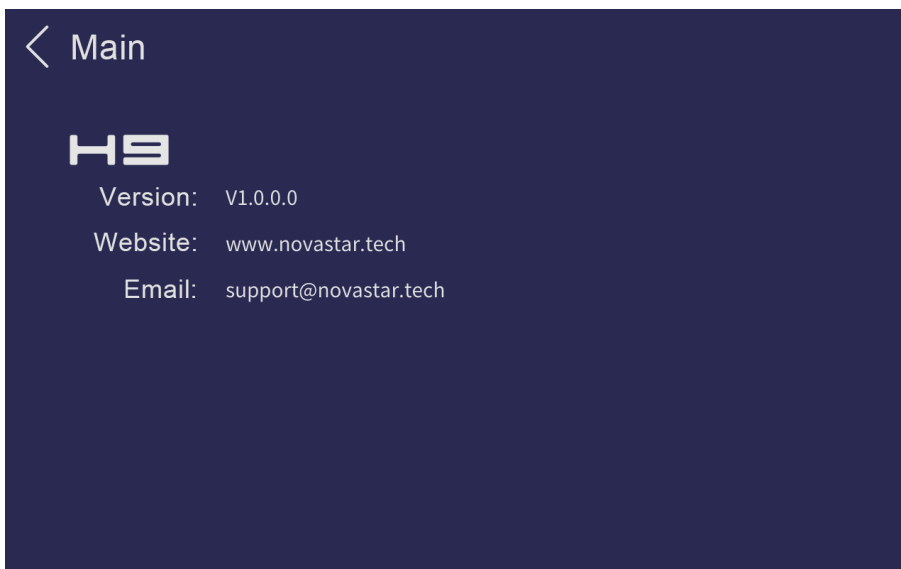 Main
H9
Version: V1.0.0.0
Website: www.novastar.tech
Email: support@novastar.tech